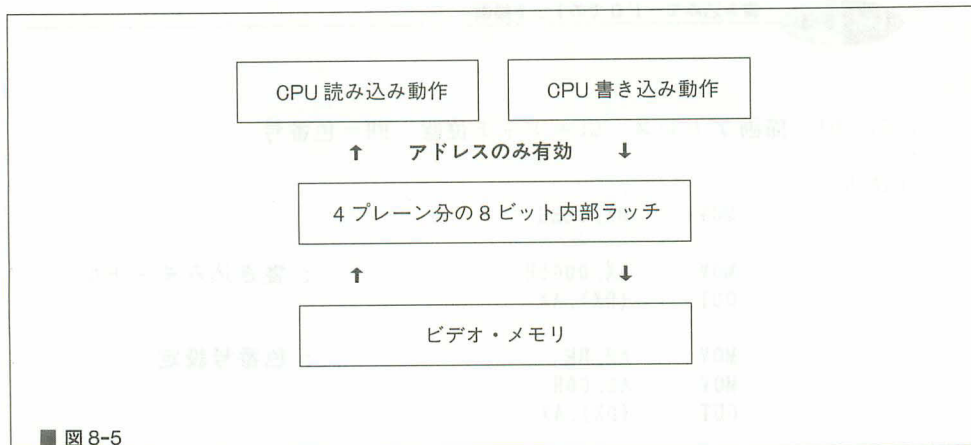 CPU 読み込み動作
CPU 書き込み動作
↑ アドレスのみ有効 ↓
4 プレーン分の 8 ビット内部ラッチ
↑ ↓
ビデオ・メモリ
■ 図 8-5